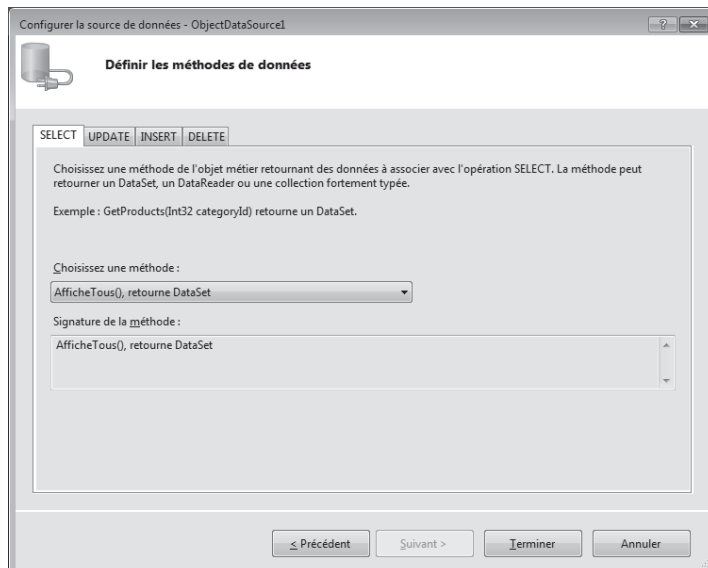 Configurer la source de données - ObjectDataSource1
Définir les méthodes de données
SELECT UPDATE INSERT DELETE
Choisissez une méthode de l'objet métier retournant des données à associer avec l'opération SELECT. La méthode peut
retourner un DataSet, un DataReader ou une collection fortement typée.
Exemple : GetProducts(Int32 categoryId) retourne un DataSet.
Choisissez une méthode :
AfficheTous(), retourne DataSet
Signature de la méthode :
AfficheTous(), retourne DataSet
< Précédent Suivant > Terminer Annuler